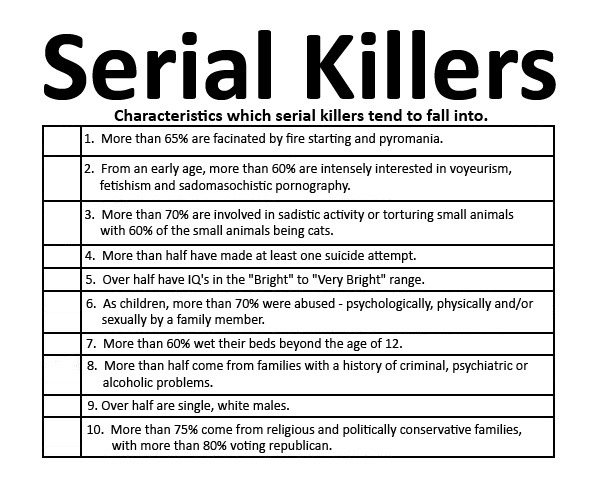 Serial Killers
Characteristics which serial killers tend to fall into.
1. More than 65% are facinated by fire starting and pyromania.
2. From an early age, more than 60% are intensely interested in voyeurism,
fetishism and sadomasochistic pornography.
3. More than 70% are involved in sadistic activity or torturing small animals
with 60% of the small animals being cats.
4. More than half have made at least one suicide attempt.
5. Over half have IQ's in the "Bright" to "Very Bright" range.
6. As children, more than 70% were abused - psychologically, physically and/or
sexually by a family member.
7. More than 60% wet their beds beyond the age of 12.
8. More than half come from families with a history of criminal, psychiatric or
alcoholic problems.
9. Over half are single, white males.
10. More than 75% come from religious and politically conservative families,
with more than 80% voting republican.